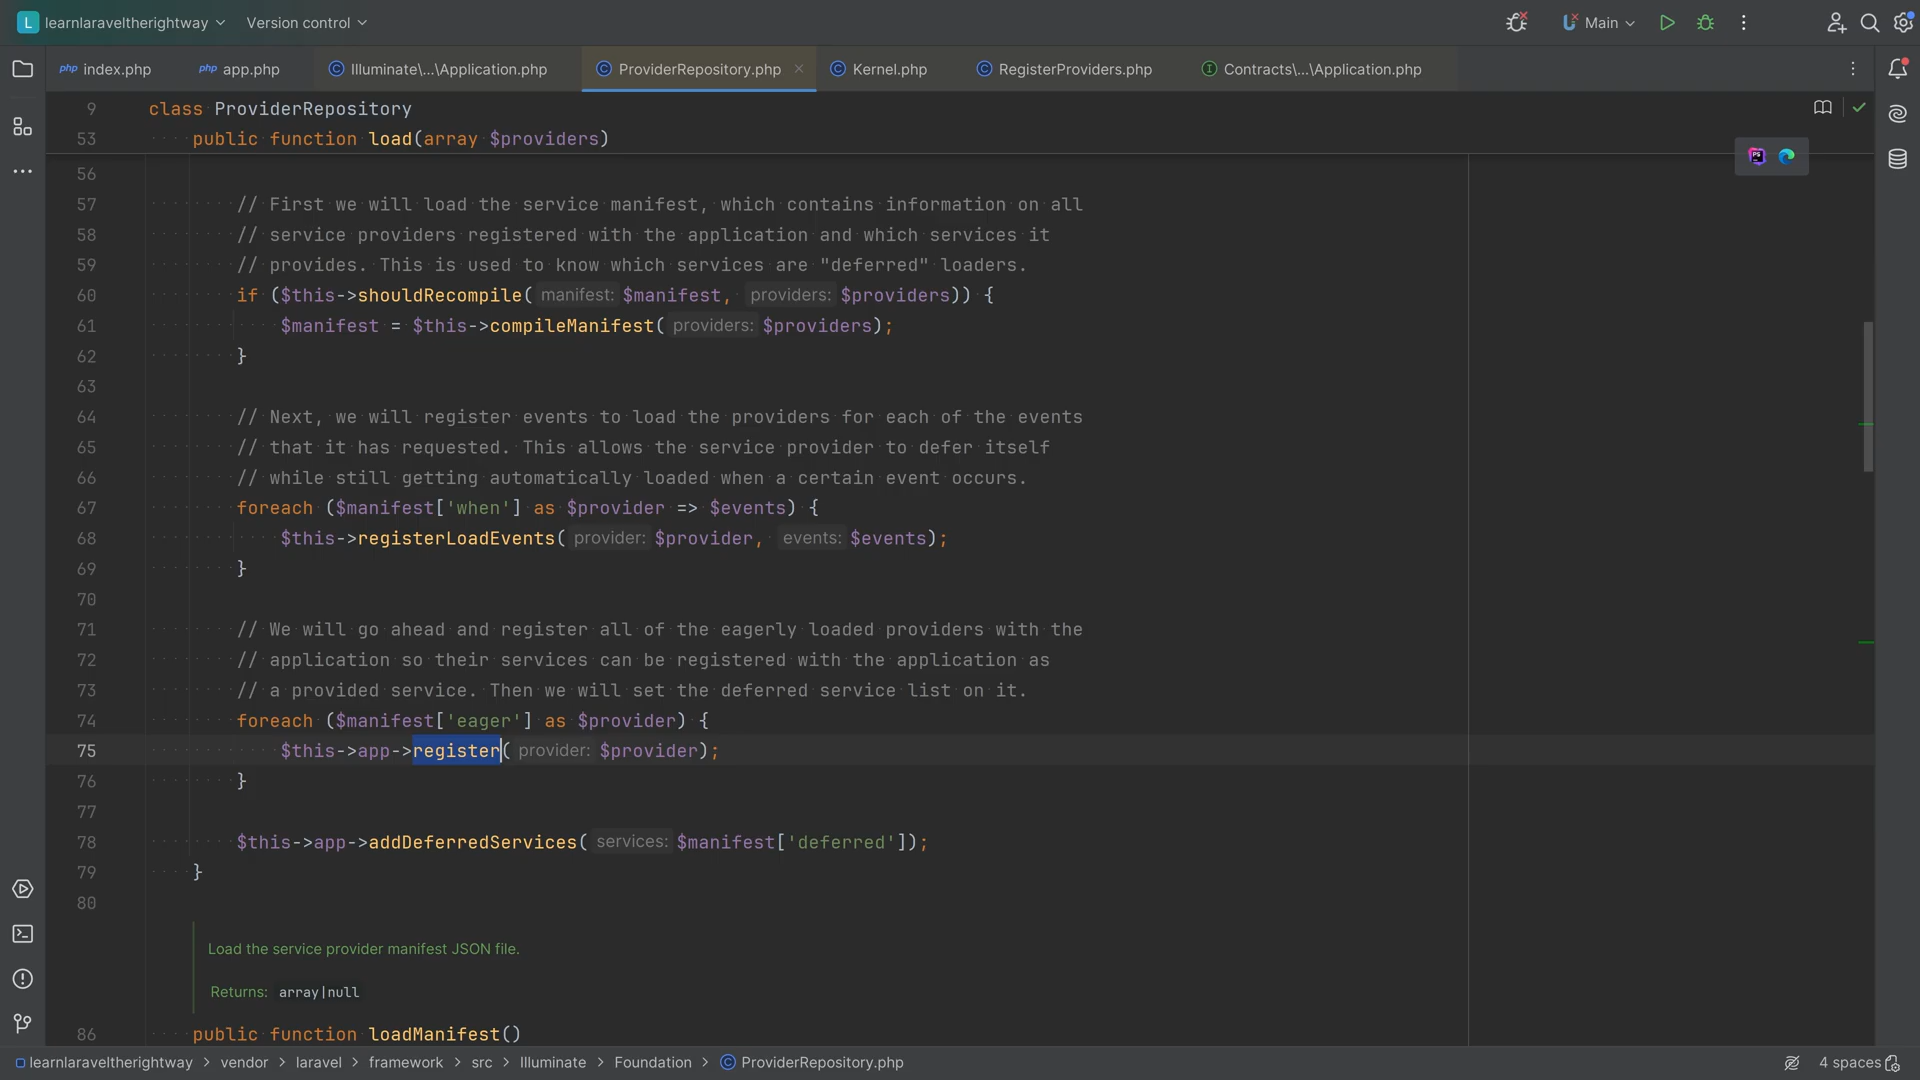 L learnlaraveltherightway Version control Main
php index.php php app.php C Illuminate\...\Application.php C ProviderRepository.php × C Kernel.php C RegisterProviders.php I Contracts\...\Application.php
9 class ProviderRepository
53 public function load(array $providers)
56
57 // First we will load the service manifest, which contains information on all
58 // service providers registered with the application and which services it
59 // provides. This is used to know which services are "deferred" loaders.
60 if ($this->shouldRecompile( manifest: $manifest, providers: $providers)) {
61 $manifest = $this->compileManifest( providers: $providers);
62 }
63
64 // Next, we will register events to load the providers for each of the events
65 // that it has requested. This allows the service provider to defer itself
66 // while still getting automatically loaded when a certain event occurs.
67 foreach ($manifest['when'] as $provider => $events) {
68 $this->registerLoadEvents( provider: $provider, events: $events);
69 }
70
71 // We will go ahead and register all of the eagerly loaded providers with the
72 // application so their services can be registered with the application as
73 // a provided service. Then we will set the deferred service list on it.
74 foreach ($manifest['eager'] as $provider) {
75 $this->app->register( provider: $provider);
76 }
77
78 $this->app->addDeferredServices( services: $manifest['deferred']);
79 }
80
Load the service provider manifest JSON file.
Returns: array|null
86 public function loadManifest()
learnlaraveltherightway > vendor > laravel > framework > src > Illuminate > Foundation > C ProviderRepository.php 4 spaces